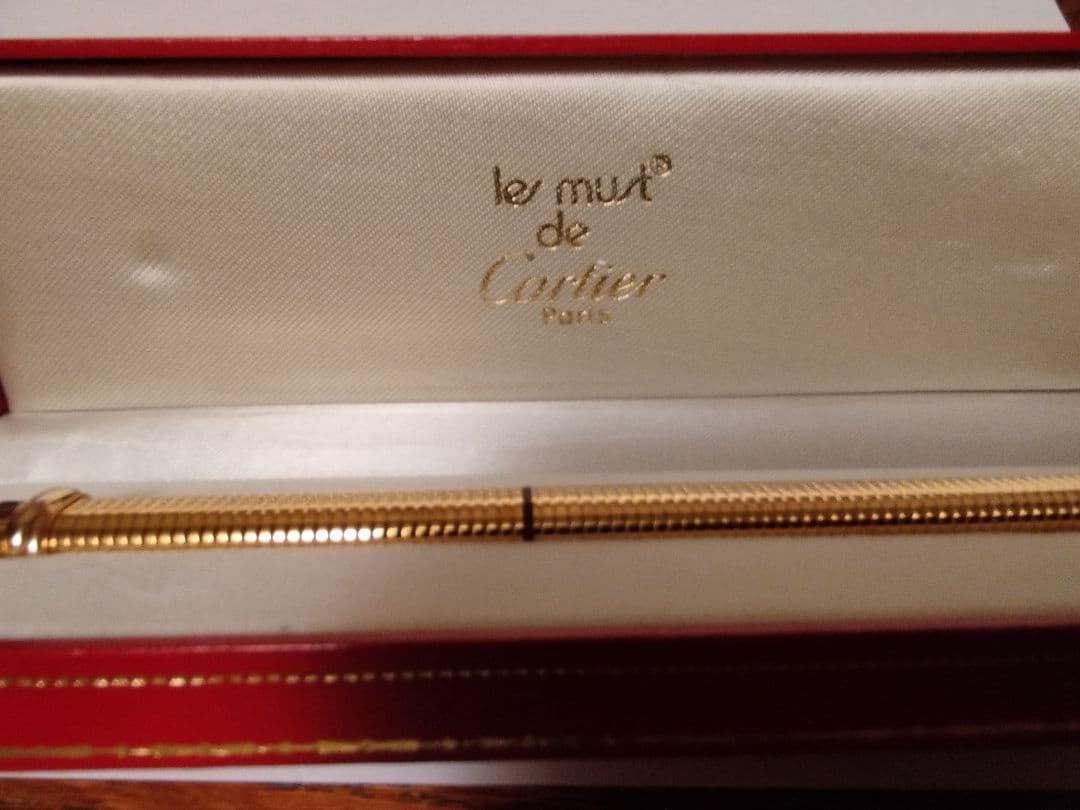 les must®
de
Cartier
Paris